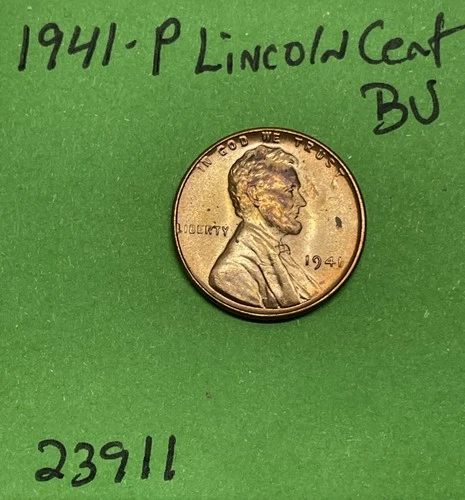 1941-P Lincoln Cent
BU
IN GOD WE TRUST
LIBERTY
1941
23911